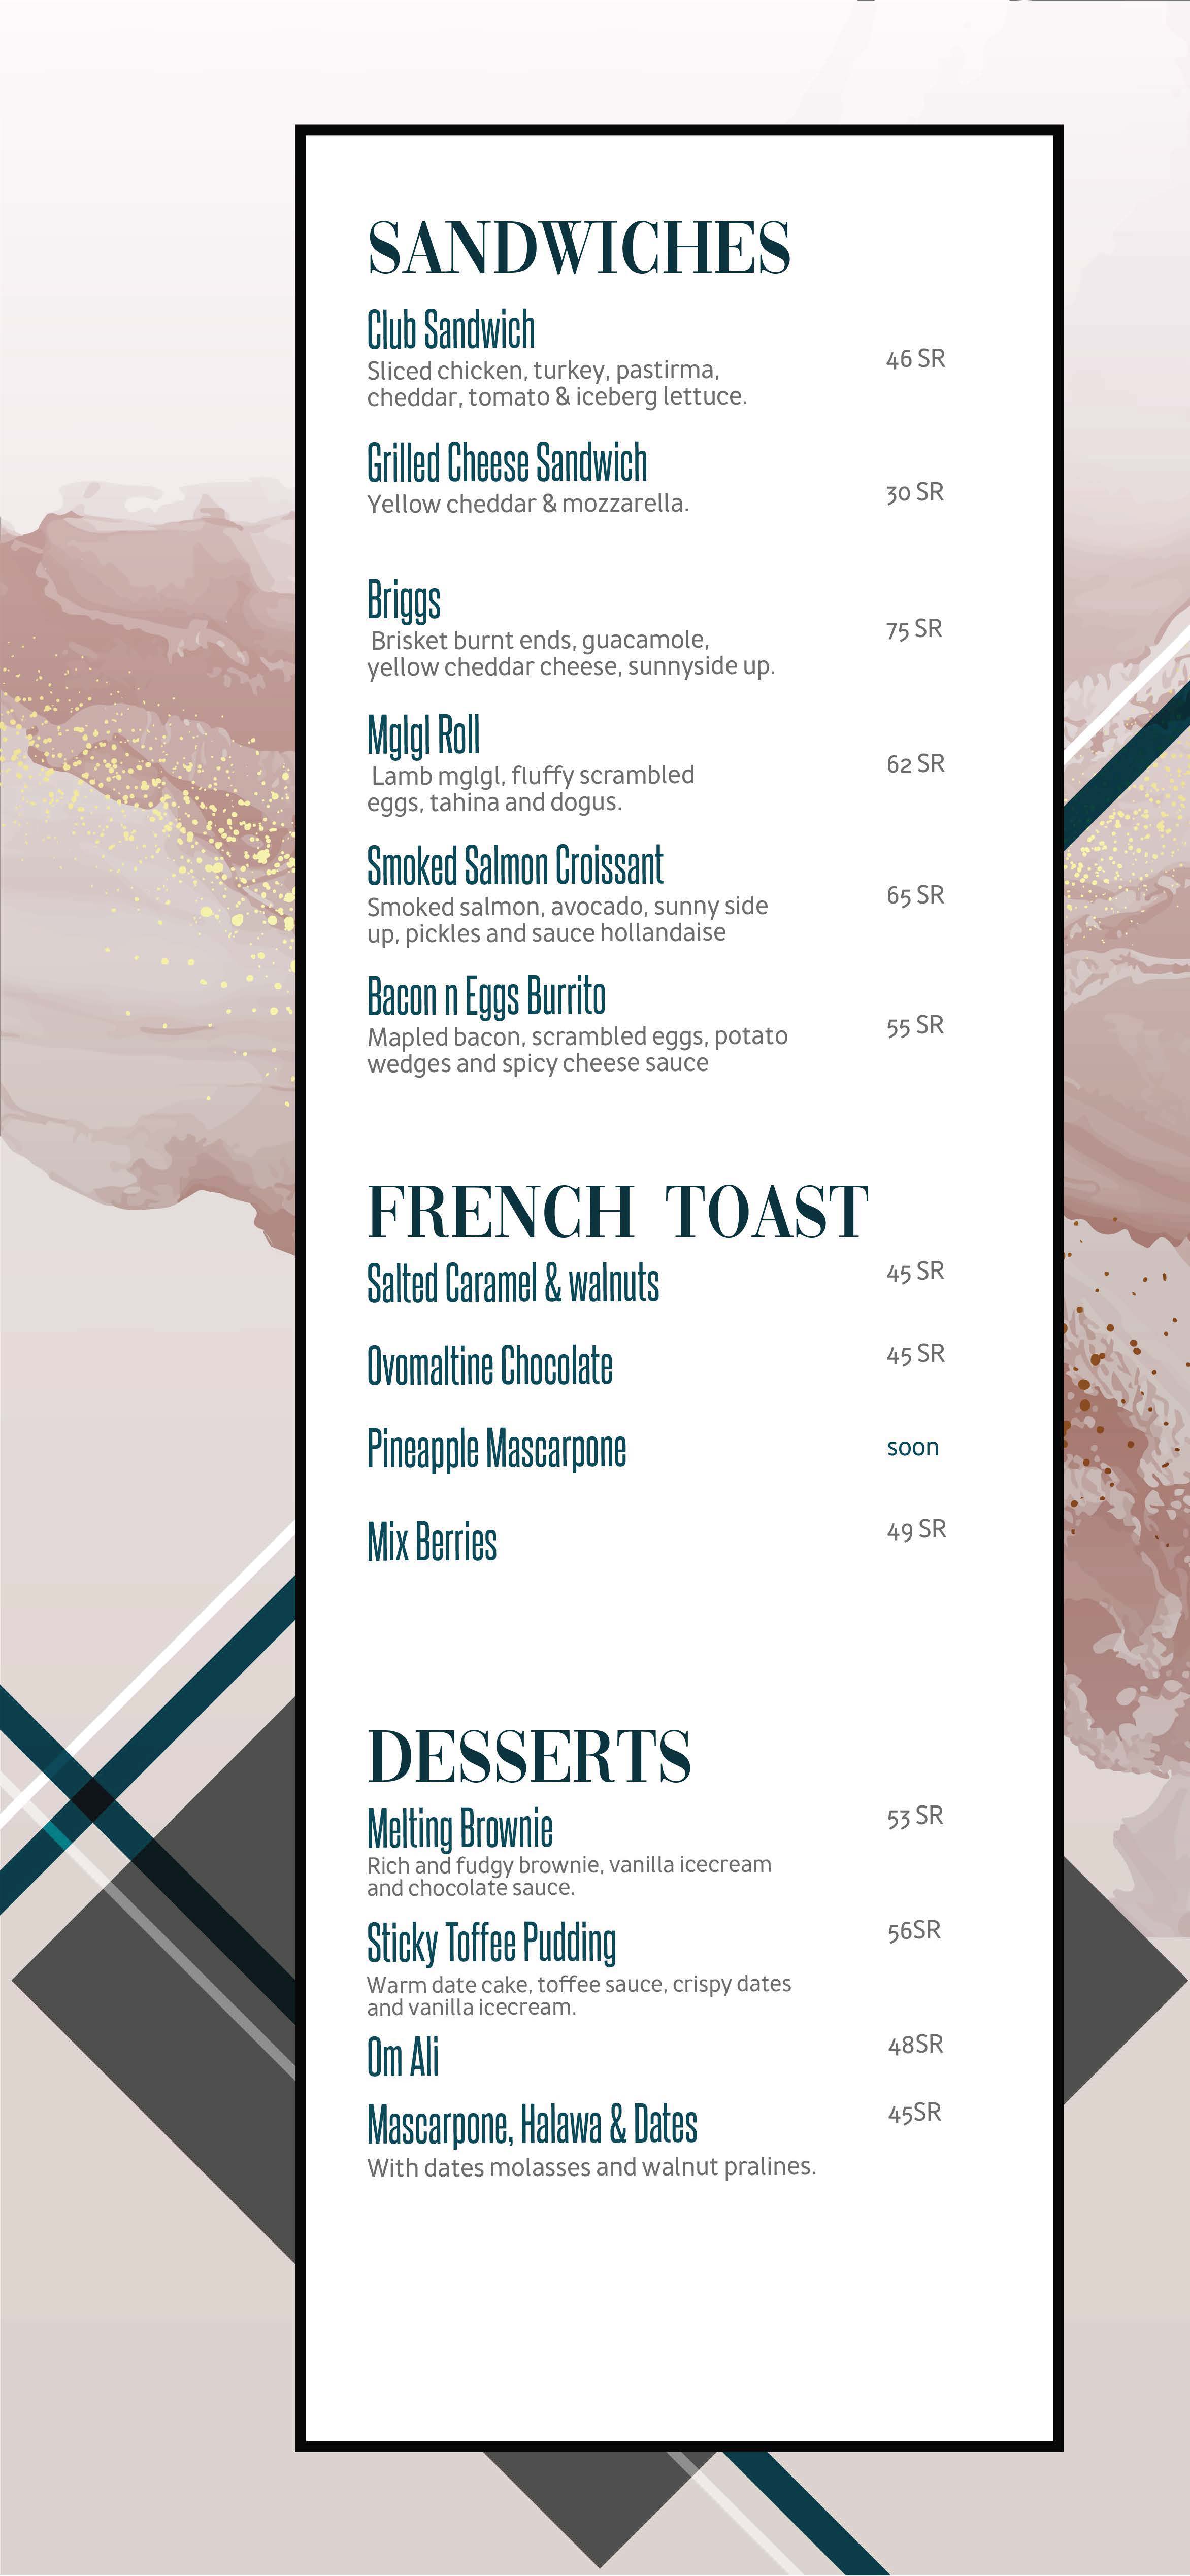 SANDWICHES
Club Sandwich
46 SR
Sliced chicken, turkey, pastirma,
cheddar, tomato & iceberg lettuce.
Grilled Cheese Sandwich
30 SR
Yellow cheddar & mozzarella.
Briggs
75 SR
Brisket burnt ends, guacamole,
yellow cheddar cheese, sunnyside up.
Mglgl Roll
62 SR
Lamb mglgl, fluffy scrambled
eggs, tahina and dogus.
Smoked Salmon Croissant
65 SR
Smoked salmon, avocado, sunny side
up, pickles and sauce hollandaise
Bacon n Eggs Burrito
55 SR
Mapled bacon, scrambled eggs, potato
wedges and spicy cheese sauce
FRENCH TOAST
Salted Caramel & walnuts
45 SR
Ovomaltine Chocolate
45 SR
Pineapple Mascarpone
soon
Mix Berries
49 SR
DESSERTS
Melting Brownie
53 SR
Rich and fudgy brownie, vanilla icecream
and chocolate sauce.
Sticky Toffee Pudding
56SR
Warm date cake, toffee sauce, crispy dates
and vanilla icecream.
Om Ali
48SR
Mascarpone, Halawa & Dates
45SR
With dates molasses and walnut pralines.